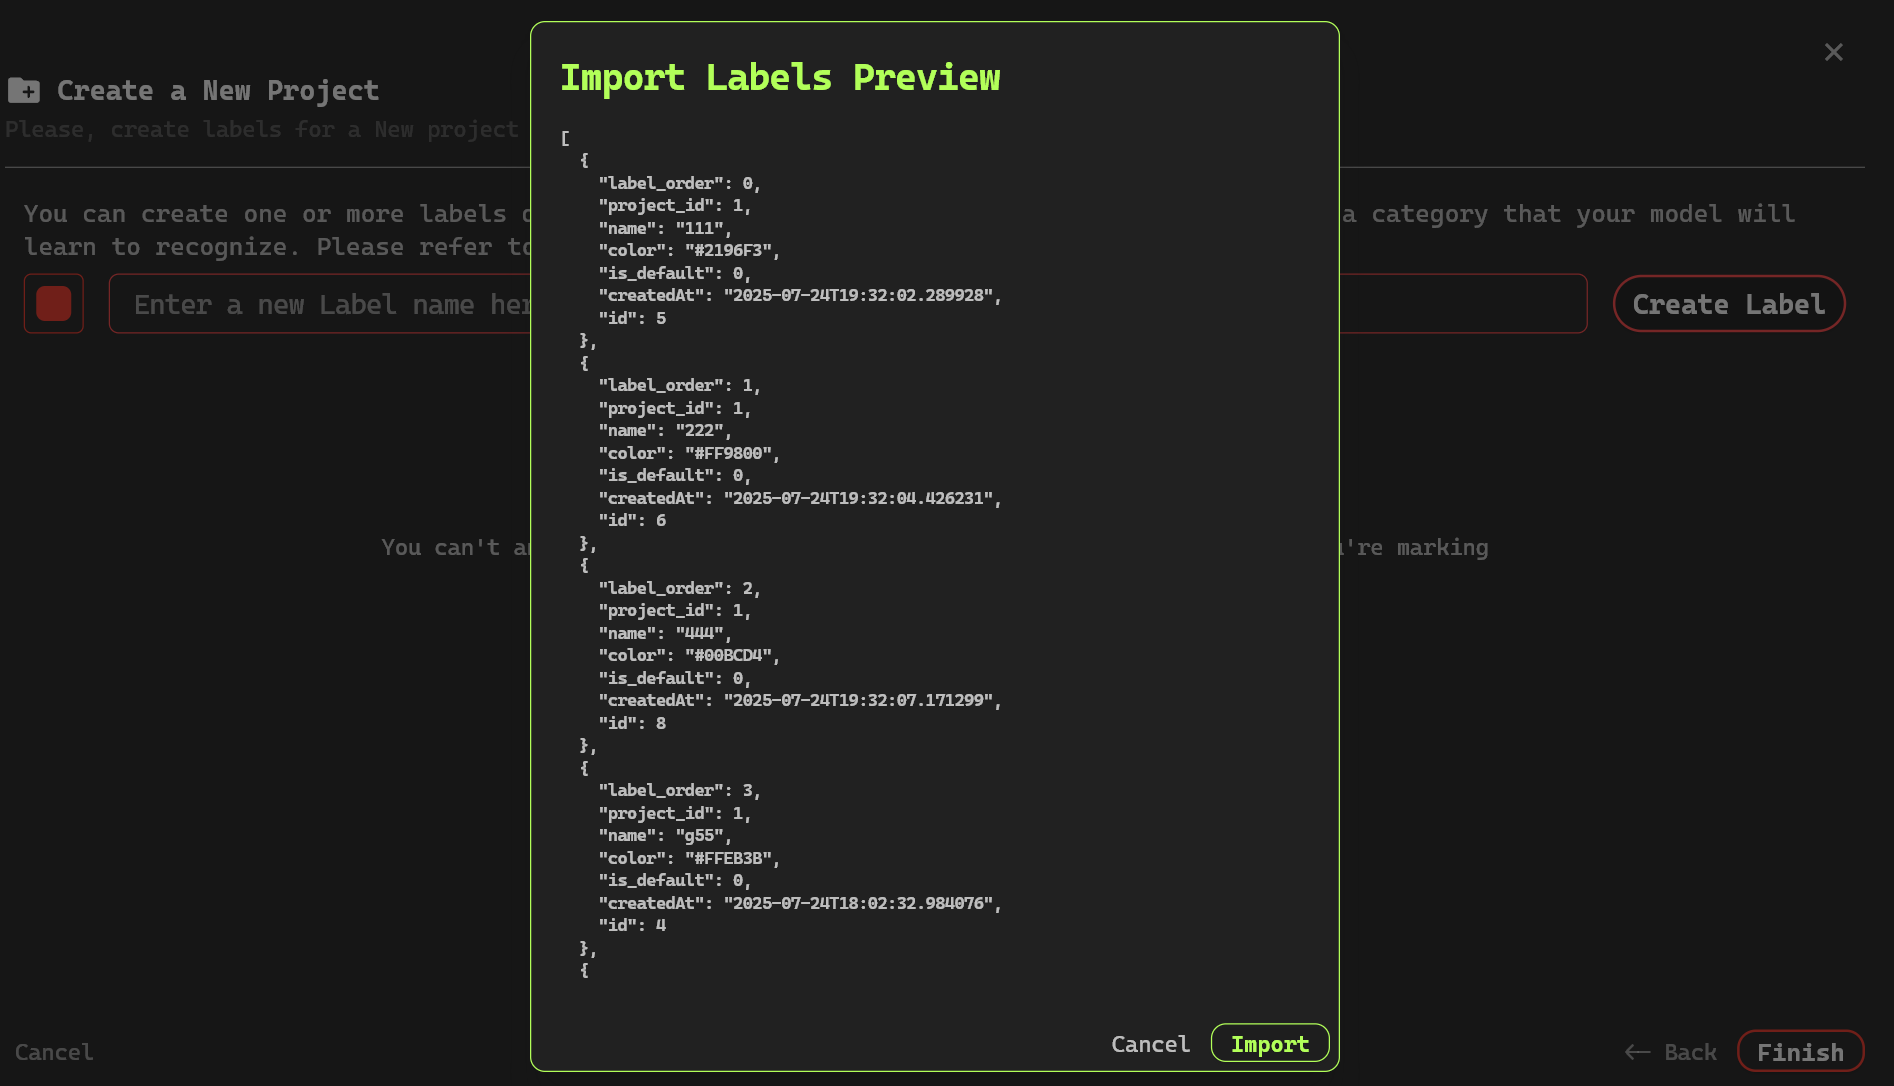 Create a New Project
Please, create labels for a New project
You can create one or more labels
a category that your model will
learn to recognize. Please refer to
Enter a new Label name
Create Label
You can't
're marking
Import Labels Preview
[
  {
    "label_order": 0,
    "project_id": 1,
    "name": "111",
    "color": "#2196F3",
    "is_default": 0,
    "createdAt": "2025-07-24T19:32:02.289928",
    "id": 5
  },
  {
    "label_order": 1,
    "project_id": 1,
    "name": "222",
    "color": "#FF9800",
    "is_default": 0,
    "createdAt": "2025-07-24T19:32:04.426231",
    "id": 6
  },
  {
    "label_order": 2,
    "project_id": 1,
    "name": "444",
    "color": "#00BCD4",
    "is_default": 0,
    "createdAt": "2025-07-24T19:32:07.171299",
    "id": 8
  },
  {
    "label_order": 3,
    "project_id": 1,
    "name": "g55",
    "color": "#FFEB3B",
    "is_default": 0,
    "createdAt": "2025-07-24T18:02:32.984076",
    "id": 4
  },
  {
Cancel
Import
Cancel
← Back
Finish